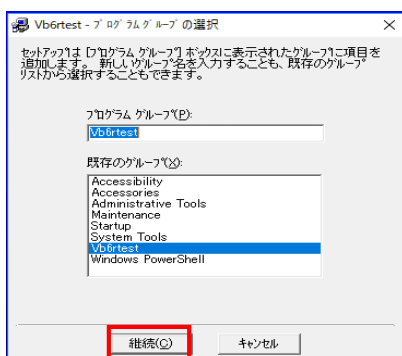 Vb6rtest - ﾌﾟﾛｸﾞﾗﾑ ｸﾞﾙｰﾌﾟ の選択
ｾｯﾄｱｯﾌﾟは [ﾌﾟﾛｸﾞﾗﾑ ｸﾞﾙｰﾌﾟ] ﾎﾞｯｸｽに表示されたｸﾞﾙｰﾌﾟに項目を
追加します。 新しいｸﾞﾙｰﾌﾟ名を入力することも、既存のｸﾞﾙｰﾌﾟ
ﾘｽﾄから選択することもできます。
ﾌﾟﾛｸﾞﾗﾑ ｸﾞﾙｰﾌﾟ(P):
Vb6rtest
既存のｸﾞﾙｰﾌﾟ(X):
Accessibility
Accessories
Administrative Tools
Maintenance
Startup
System Tools
Vb6rtest
Windows PowerShell
継続(C)
ｷｬﾝｾﾙ